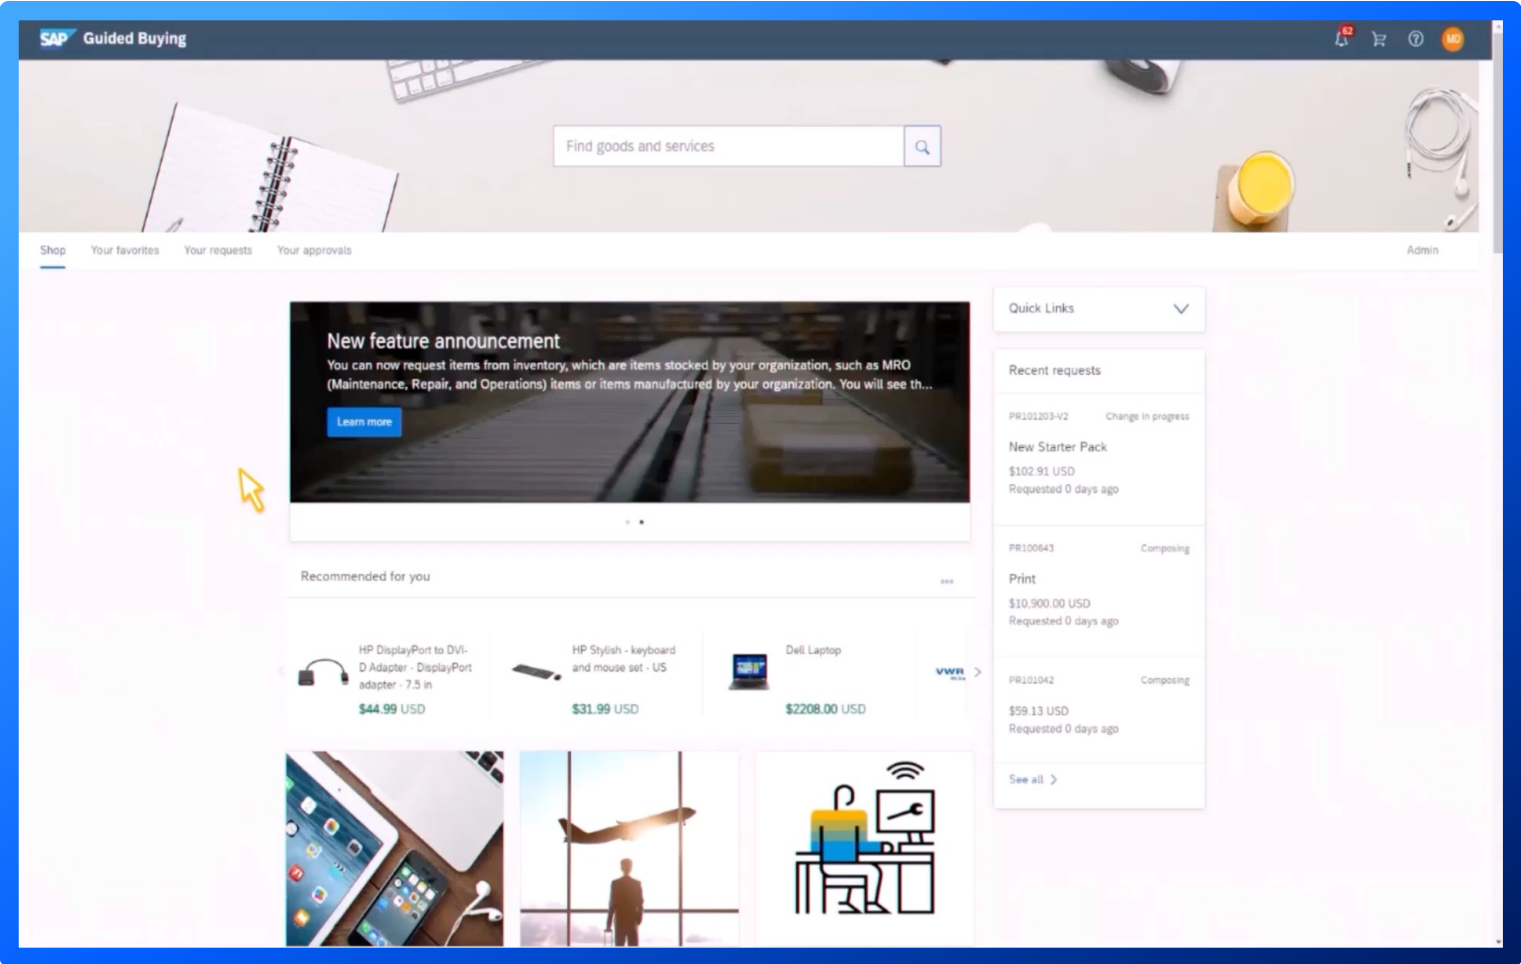 SAP Guided Buying
62
MD
Find goods and services
Shop Your favorites Your requests Your approvals Admin
New feature announcement
You can now request items from inventory, which are items stocked by your organization, such as MRO
(Maintenance, Repair, and Operations) items or items manufactured by your organization. You will see th...
Learn more
Quick Links
Recent requests
PR101203-V2 Change in progress
New Starter Pack
$102.91 USD
Requested 0 days ago
PR100643 Composing
Print
$10,900.00 USD
Requested 0 days ago
PR101042 Composing
$59.13 USD
Requested 0 days ago
See all
Recommended for you
HP DisplayPort to DVI-
D Adapter - DisplayPort
adapter - 7.5 in
$44.99 USD
HP Stylish - keyboard
and mouse set - US
$31.99 USD
Dell Laptop
$2208.00 USD
VWR